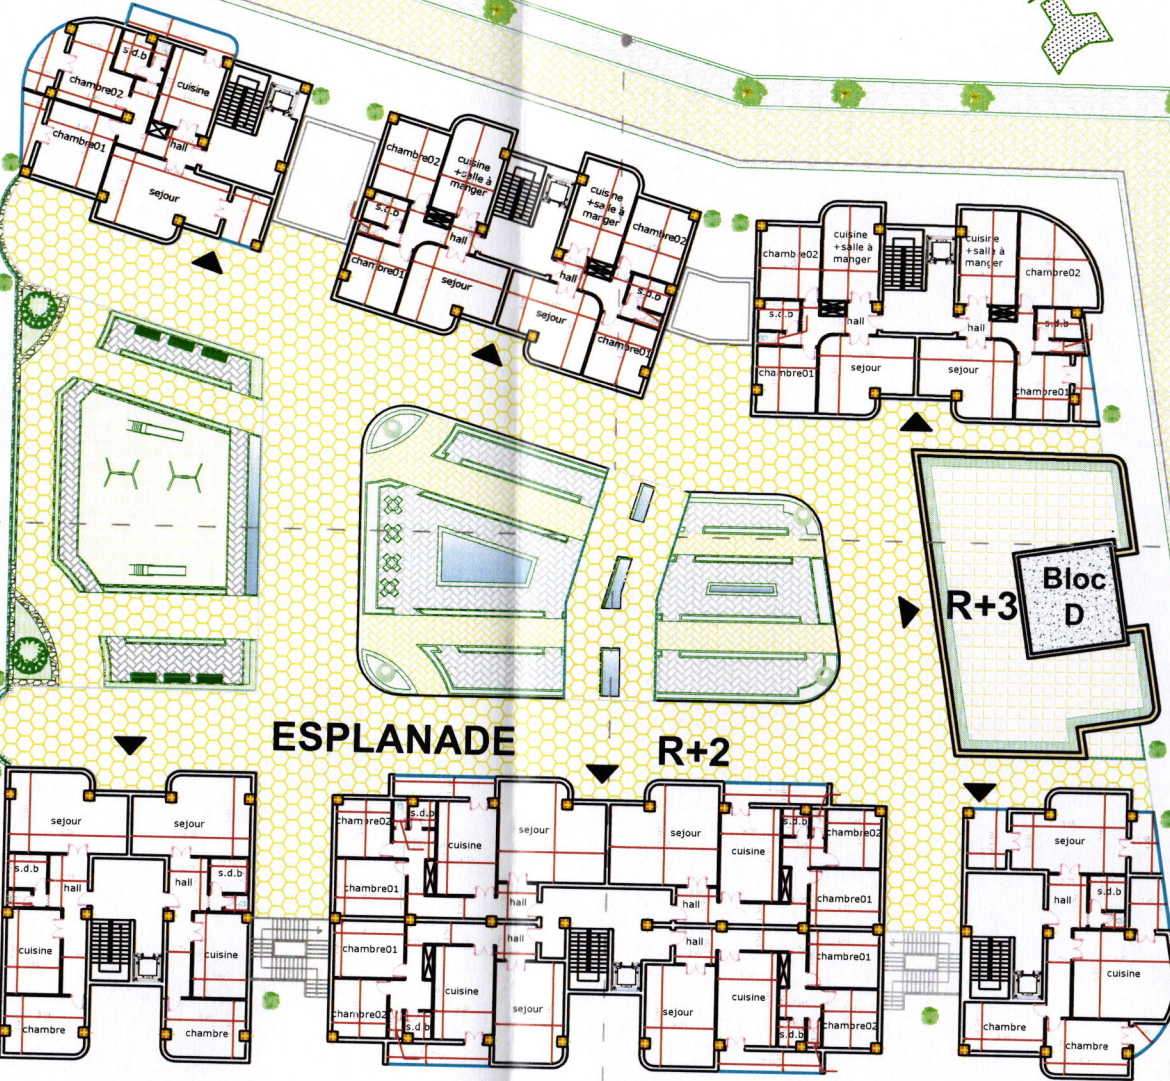 s.d.b
chambre02
cuisine
chambre01
hall
sejour
chambre02
cuisine
+salle à
manger
s.d.b
hall
chambre01
sejour
cuisine
+salle à
manger
chambre02
hall
s.d.b
sejour
chambre01
chambre02
cuisine
+salle à
manger
s.d.b
hall
chambre01
sejour
cuisine
+salle à
manger
chambre02
hall
s.d.b
sejour
chambre01
Bloc
D
R+3
ESPLANADE
R+2
sejour
sejour
s.d.b
hall
hall
s.d.b
cuisine
cuisine
chambre
chambre
chambre02
s.d.b
cuisine
sejour
chambre01
hall
sejour
cuisine
s.d.b
chambre02
chambre01
hall
chambre01
hall
cuisine
sejour
chambre02
s.d.b
hall
chambre01
sejour
cuisine
chambre02
s.d.b
sejour
hall
s.d.b
cuisine
chambre
chambre